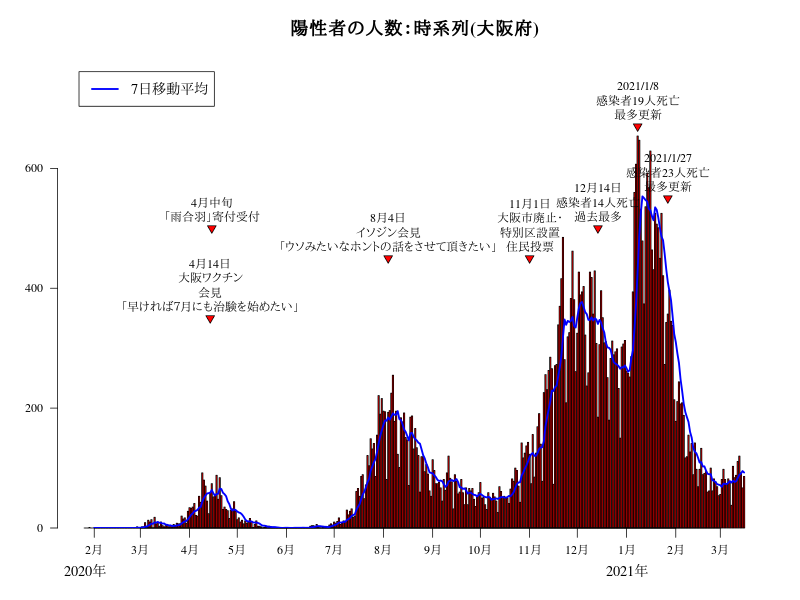 陽性者の人数:時系列(大阪府)
7日移動平均
2021/1/8
感染者19人死亡
最多更新
2021/1/27
感染者23人死亡
最多更新
12月14日
感染者14人死亡
過去最多
11月1日
大阪市廃止・
特別区設置
住民投票
4月中旬
「雨合羽」寄付受付
8月4日
イソジン会見
「ウソみたいなホントの話をさせて頂きたい」
4月14日
大阪ワクチン
会見
「早ければ7月にも治験を始めたい」
600
400
200
0
2月 3月 4月 5月 6月 7月 8月 9月 10月 11月 12月 1月 2月 3月
2020年 2021年